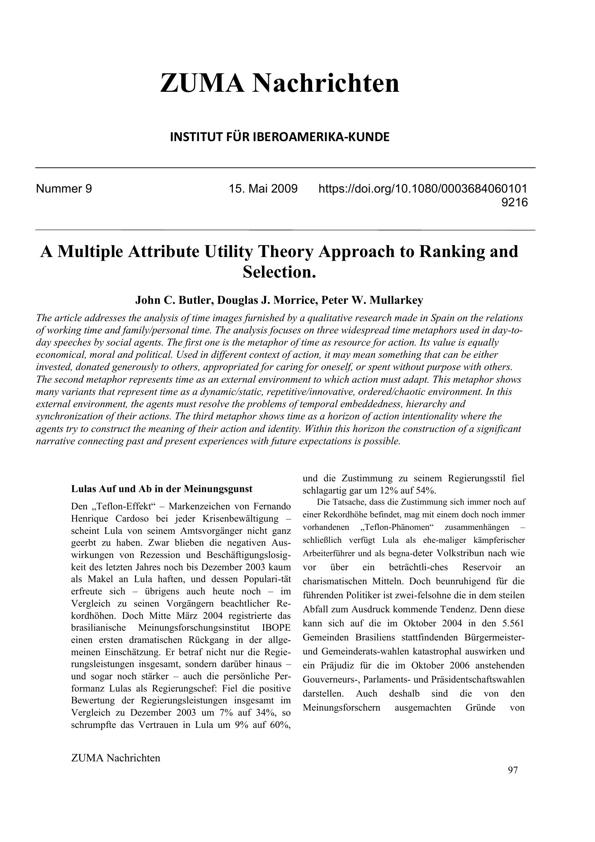 ZUMA Nachrichten
INSTITUT FÜR IBEROAMERIKA-KUNDE
Nummer 9 15. Mai 2009 https://doi.org/10.1080/0003684060101
9216
A Multiple Attribute Utility Theory Approach to Ranking and
Selection.
John C. Butler, Douglas J. Morrice, Peter W. Mullarkey
The article addresses the analysis of time images furnished by a qualitative research made in Spain on the relations
of working time and family/personal time. The analysis focuses on three widespread time metaphors used in day-to-
day speeches by social agents. The first one is the metaphor of time as resource for action. Its value is equally
economical, moral and political. Used in different context of action, it may mean something that can be either
invested, donated generously to others, appropriated for caring for oneself, or spent without purpose with others.
The second metaphor represents time as an external environment to which action must adapt. This metaphor shows
many variants that represent time as a dynamic/static, repetitive/innovative, ordered/chaotic environment. In this
external environment, the agents must resolve the problems of temporal embeddedness, hierarchy and
synchronization of their actions. The third metaphor shows time as a horizon of action intentionality where the
agents try to construct the meaning of their action and identity. Within this horizon the construction of a significant
narrative connecting past and present experiences with future expectations is possible.
Lulas Auf und Ab in der Meinungsgunst
Den „Teflon-Effekt“ – Markenzeichen von Fernando
Henrique Cardoso bei jeder Krisenbewältigung –
scheint Lula von seinem Amtsvorgänger nicht ganz
geerbt zu haben. Zwar blieben die negativen Aus-
wirkungen von Rezession und Beschäftigungslosig-
keit des letzten Jahres noch bis Dezember 2003 kaum
als Makel an Lula haften, und dessen Populari-tät
erfreute sich – übrigens auch heute noch – im
Vergleich zu seinen Vorgängern beachtlicher Re-
kordhöhen. Doch Mitte März 2004 registrierte das
brasilianische Meinungsforschungsinstitut IBOPE
einen ersten dramatischen Rückgang in der allge-
meinen Einschätzung. Er betraf nicht nur die Regie-
rungsleistungen insgesamt, sondern darüber hinaus –
und sogar noch stärker – auch die persönliche Per-
formanz Lulas als Regierungschef: Fiel die positive
Bewertung der Regierungsleistungen insgesamt im
Vergleich zu Dezember 2003 um 7% auf 34%, so
schrumpfte das Vertrauen in Lula um 9% auf 60%,
und die Zustimmung zu seinem Regierungsstil fiel
schlagartig gar um 12% auf 54%.
Die Tatsache, dass die Zustimmung sich immer noch auf
einer Rekordhöhe befindet, mag mit einem doch noch immer
vorhandenen „Teflon-Phänomen“ zusammenhängen –
schließlich verfügt Lula als ehe-maliger kämpferischer
Arbeiterführer und als begna-deter Volkstribun nach wie
vor über ein beträchtli-ches Reservoir an
charismatischen Mitteln. Doch beunruhigend für die
führenden Politiker ist zwei-felsohne die in dem steilen
Abfall zum Ausdruck kommende Tendenz. Denn diese
kann sich auf die im Oktober 2004 in den 5.561
Gemeinden Brasiliens stattfindenden Bürgermeister-
und Gemeinderats-wahlen katastrophal auswirken und
ein Präjudiz für die im Oktober 2006 anstehenden
Gouverneurs-, Parlaments- und Präsidentschaftswahlen
darstellen. Auch deshalb sind die von den
Meinungsforschern ausgemachten Gründe von
ZUMA Nachrichten
97